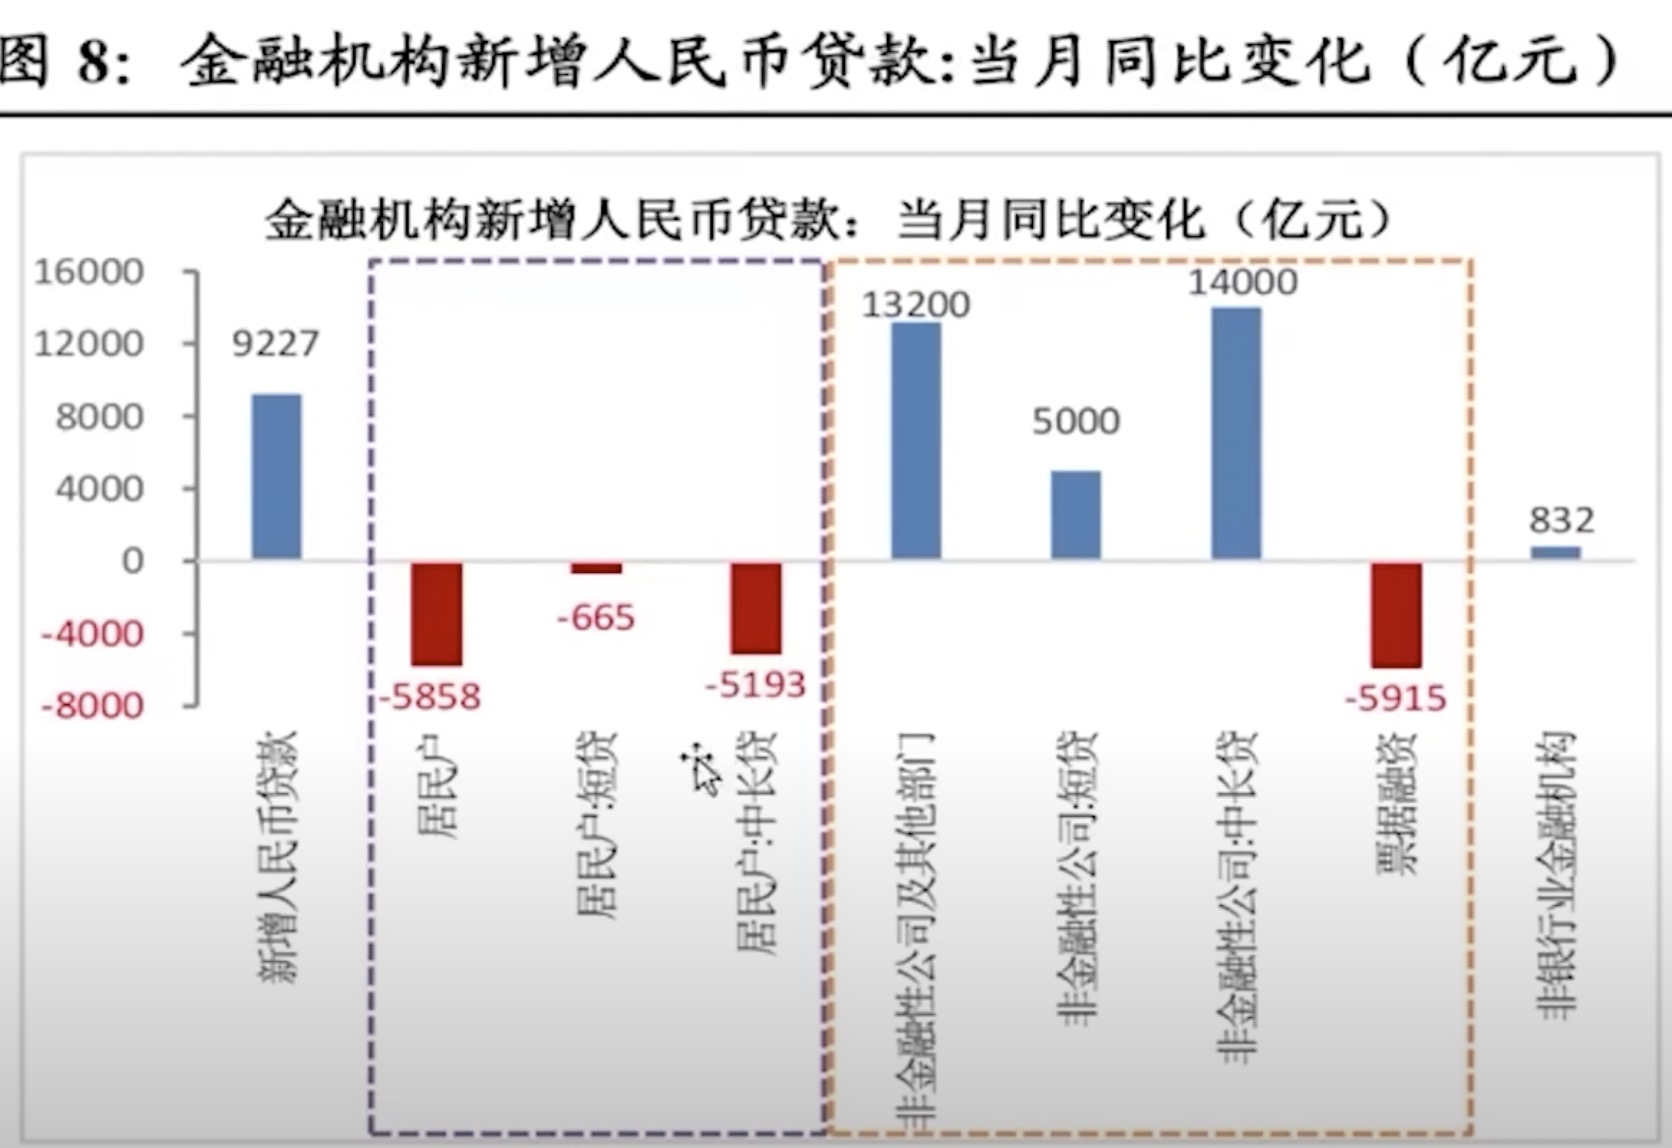 图 8: 金融机构新增人民币贷款:当月同比变化(亿元)
金融机构新增人民币贷款: 当月同比变化(亿元)
16000
12000
8000
4000
0
-4000
-8000
9227
-5858
-665
-5193
13200
5000
14000
-5915
832
新增人民币贷款
居民户
居民户:短贷
居民户:中长贷
非金融性公司及其他部门
非金融性公司:短贷
非金融性公司:中长贷
票据融资
非银行业金融机构